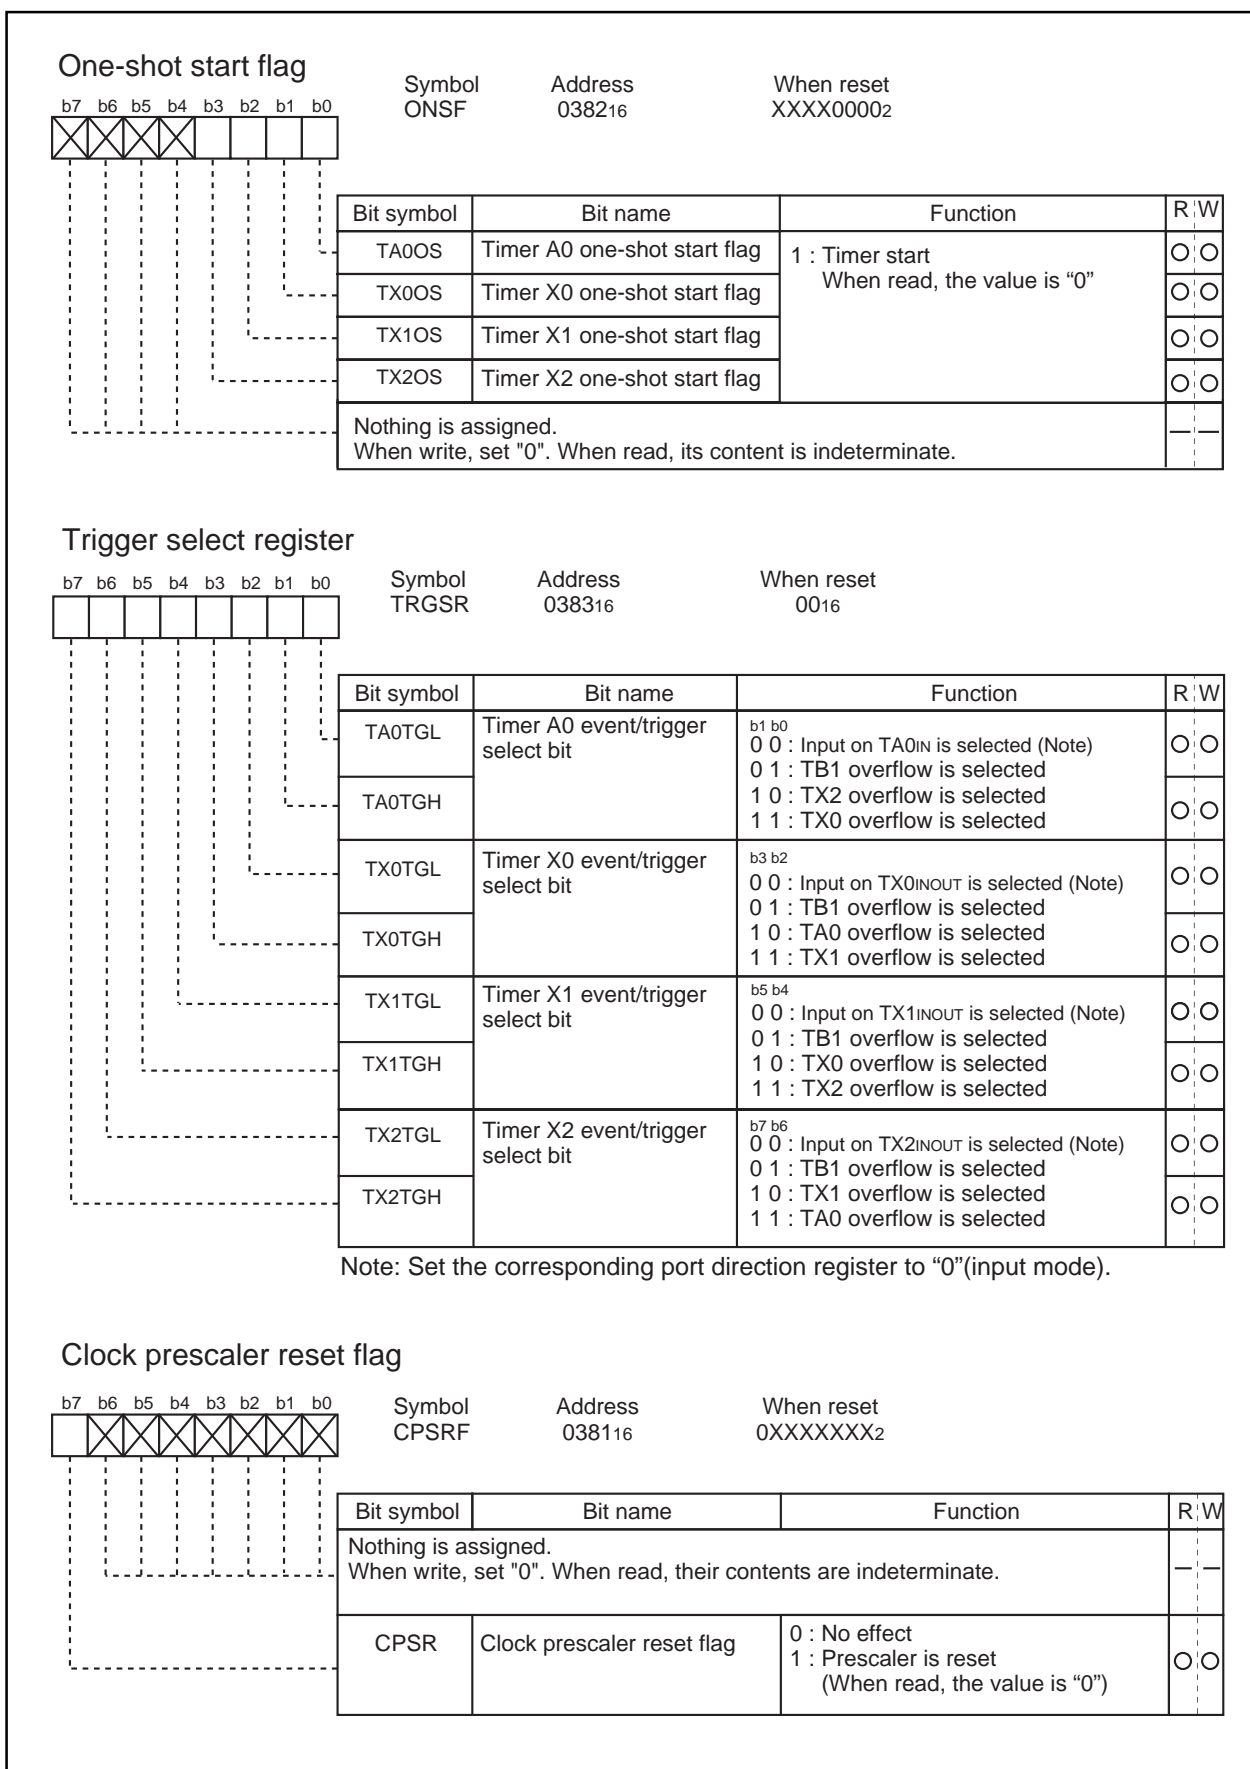 One-shot start flag
Symbol Address When reset
ONSF 038216 XXXX00002
b7 b6 b5 b4 b3 b2 b1 b0
Bit symbol Bit name Function R W
TA0OS Timer A0 one-shot start flag 1 : Timer start
When read, the value is “0”
TX0OS Timer X0 one-shot start flag
TX1OS Timer X1 one-shot start flag
TX2OS Timer X2 one-shot start flag
Nothing is assigned.
When write, set "0". When read, its content is indeterminate.
Trigger select register
b7 b6 b5 b4 b3 b2 b1 b0
Symbol Address When reset
TRGSR 038316 0016
Bit symbol Bit name Function R W
TA0TGL Timer A0 event/trigger
select bit
b1 b0
0 0 : Input on TA0IN is selected (Note)
0 1 : TB1 overflow is selected
TA0TGH 1 0 : TX2 overflow is selected
1 1 : TX0 overflow is selected
TX0TGL Timer X0 event/trigger
select bit
b3 b2
0 0 : Input on TX0INOUT is selected (Note)
0 1 : TB1 overflow is selected
TX0TGH 1 0 : TA0 overflow is selected
1 1 : TX1 overflow is selected
TX1TGL Timer X1 event/trigger
select bit
b5 b4
0 0 : Input on TX1INOUT is selected (Note)
0 1 : TB1 overflow is selected
TX1TGH 1 0 : TX0 overflow is selected
1 1 : TX2 overflow is selected
TX2TGL Timer X2 event/trigger
select bit
b7 b6
0 0 : Input on TX2INOUT is selected (Note)
0 1 : TB1 overflow is selected
TX2TGH 1 0 : TX1 overflow is selected
1 1 : TA0 overflow is selected
Note: Set the corresponding port direction register to “0”(input mode).
Clock prescaler reset flag
b7 b6 b5 b4 b3 b2 b1 b0
Symbol Address When reset
CPSRF 038116 0XXXXXXX2
Bit symbol Bit name Function R W
Nothing is assigned.
When write, set "0". When read, their contents are indeterminate.
CPSR Clock prescaler reset flag 0 : No effect
1 : Prescaler is reset
(When read, the value is “0”)